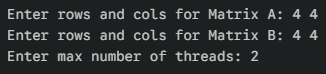 Enter rows and cols for Matrix A: 4 4
Enter rows and cols for Matrix B: 4 4
Enter max number of threads: 2